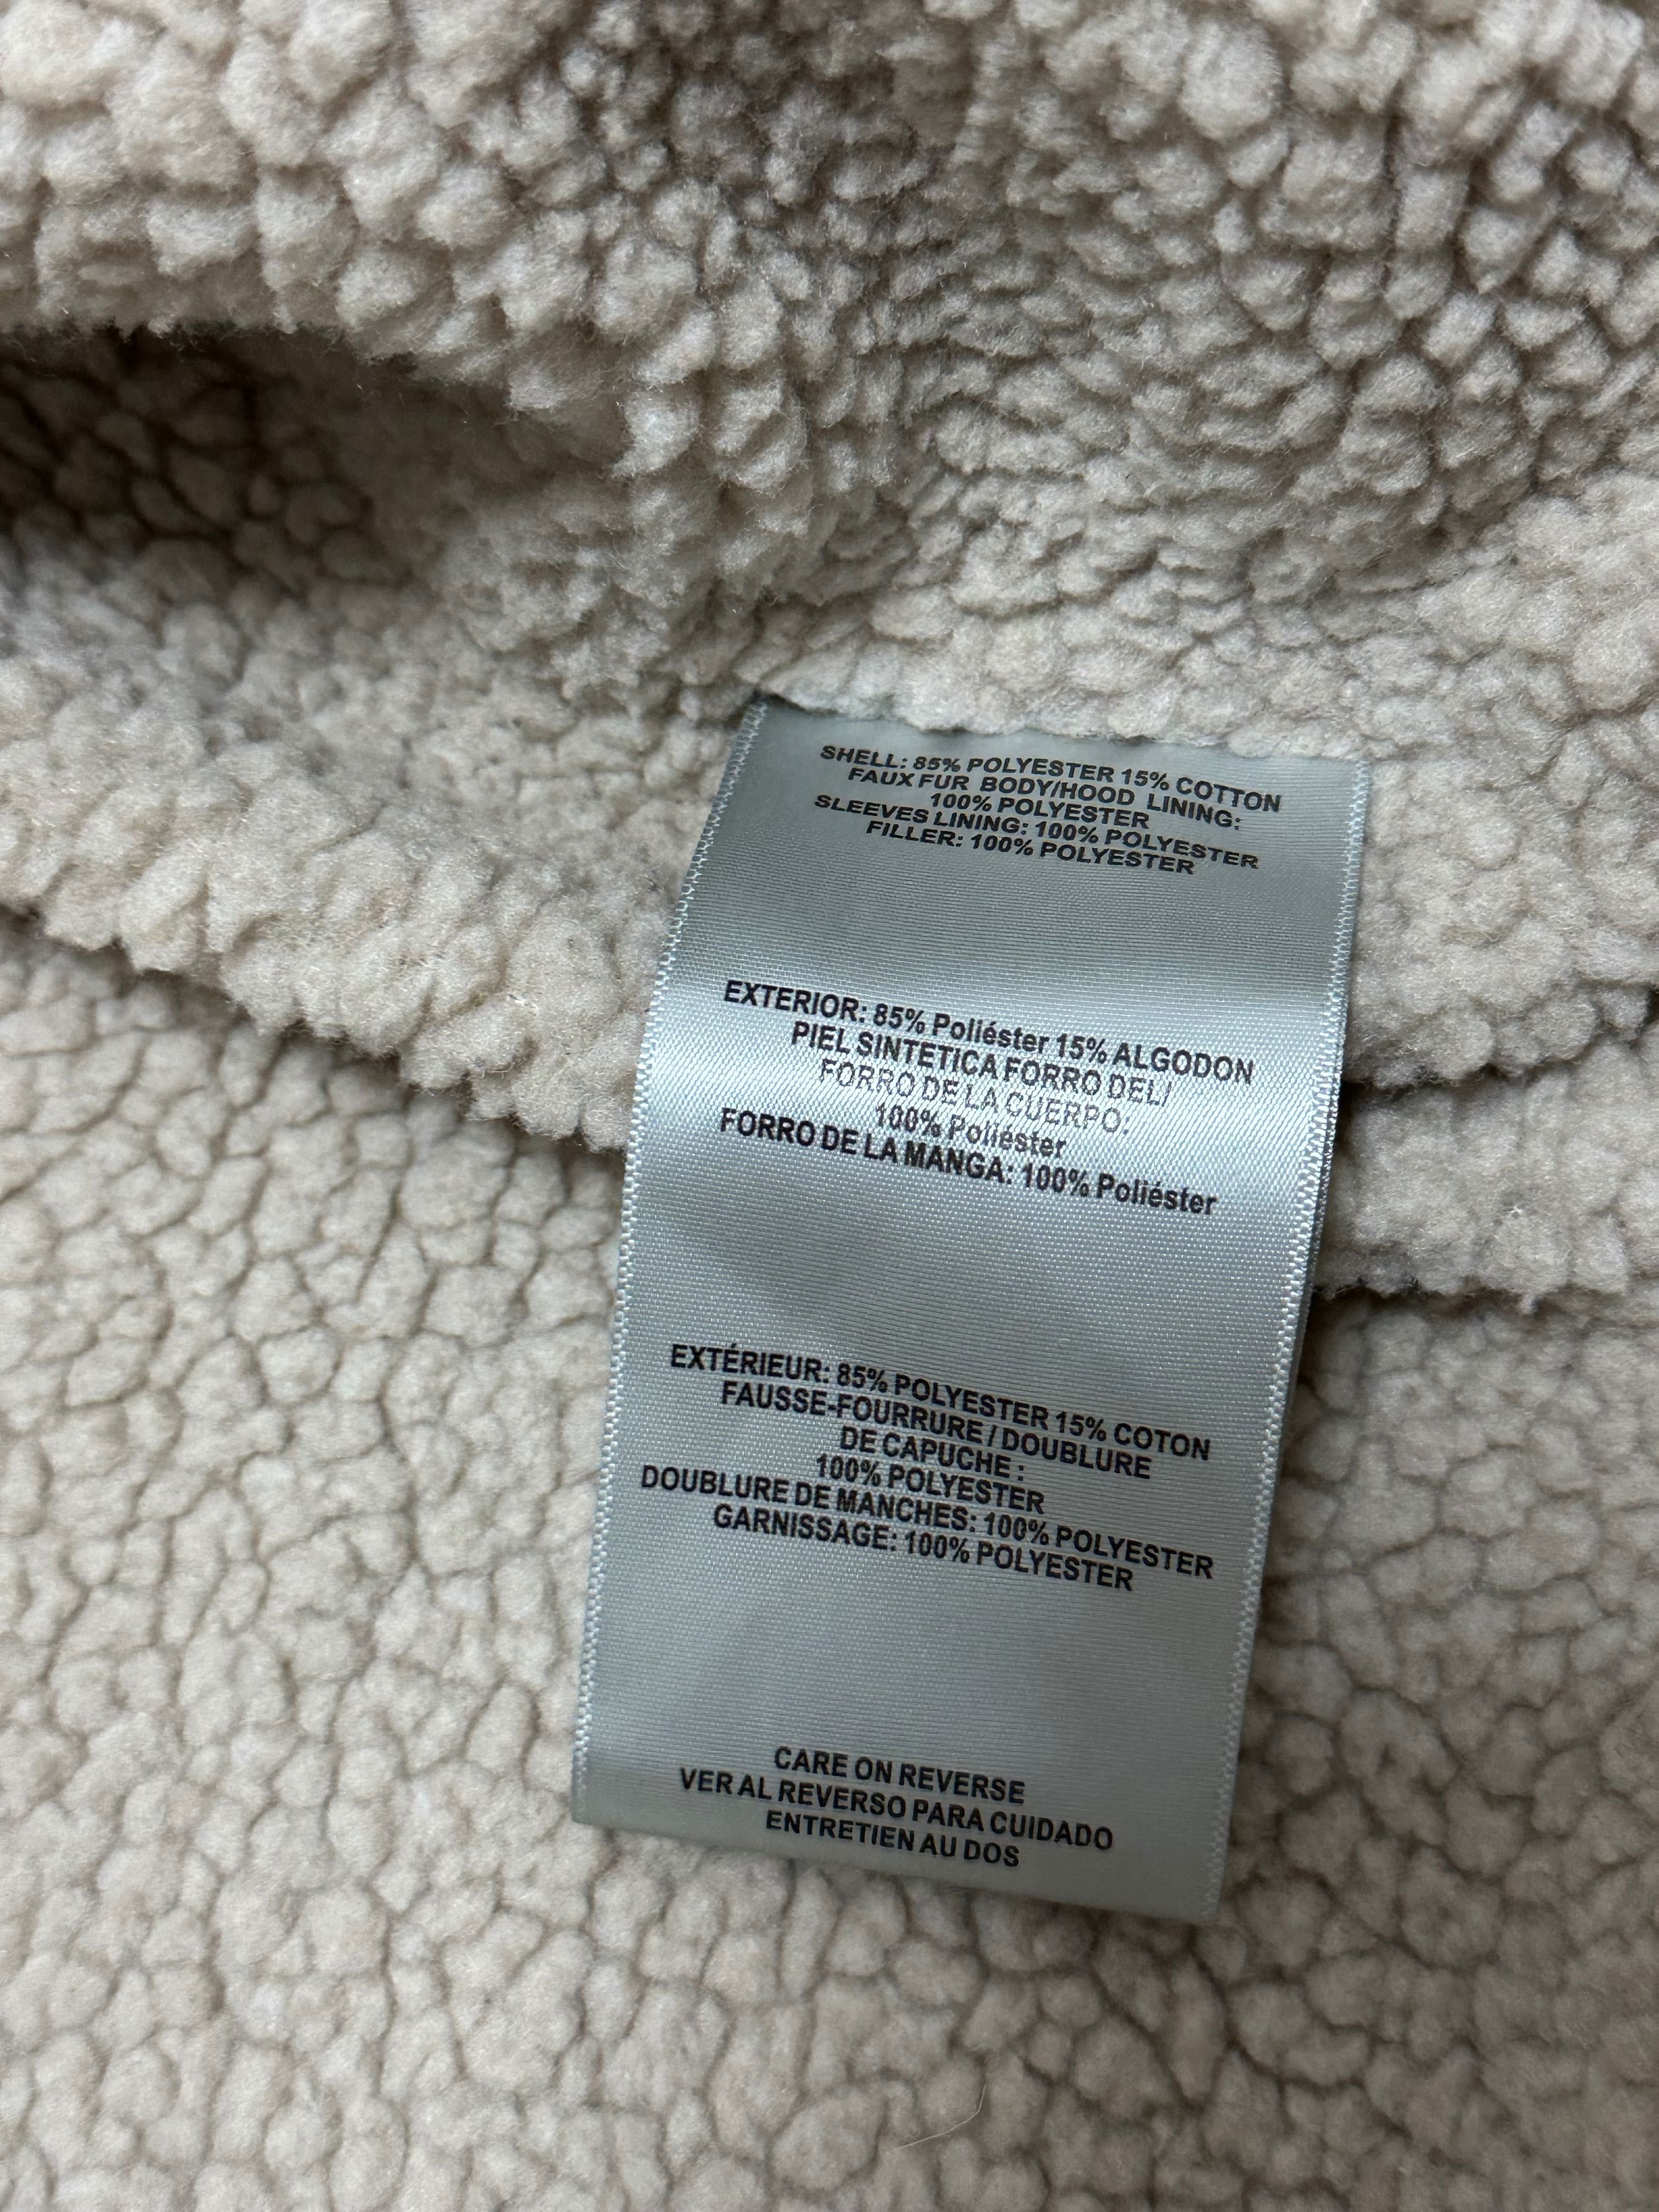 SHELL: 85% POLYESTER 15% COTTON
FAUX FUR BODY/HOOD LINING:
100% POLYESTER
SLEEVES LINING: 100% POLYESTER
FILLER: 100% POLYESTER
EXTERIOR: 85% Poliéster 15% ALGODON
PIEL SINTETICA FORRO DEL/
FORRO DE LA CUERPO:
100% Poliéster
FORRO DE LA MANGA: 100% Poliéster
EXTÉRIEUR: 85% POLYESTER 15% COTON
FAUSSE-FOURRURE / DOUBLURE
DE CAPUCHE :
100% POLYESTER
DOUBLURE DE MANCHES: 100% POLYESTER
GARNISSAGE: 100% POLYESTER
CARE ON REVERSE
VER AL REVERSO PARA CUIDADO
ENTRETIEN AU DOS